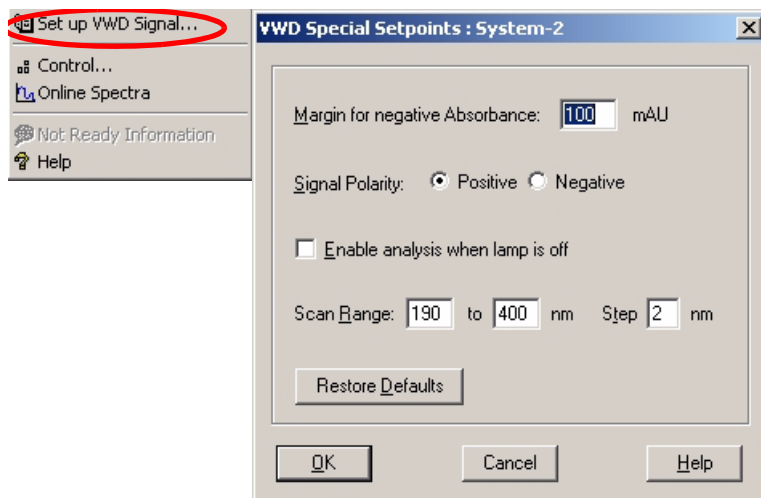 Set up VWD Signal...
Control...
Online Spectra
Not Ready Information
Help
VWD Special Setpoints : System-2
Margin for negative Absorbance: 100 mAU
Signal Polarity: Positive Negative
Enable analysis when lamp is off
Scan Range: 190 to 400 nm Step 2 nm
Restore Defaults
OK Cancel Help